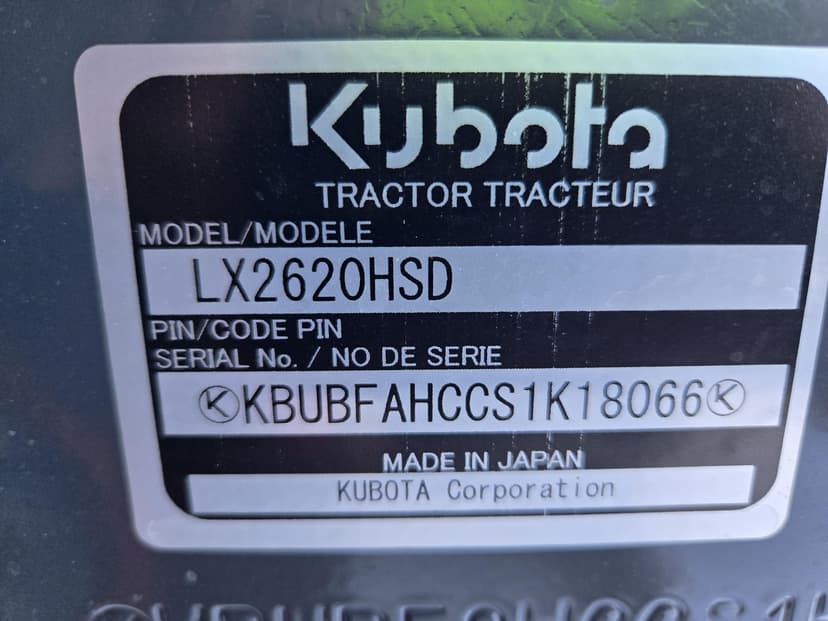 Kubota
TRACTOR TRACTEUR
MODEL/MODELE
LX2620HSD
PIN/CODE PIN
SERIAL No. / NO DE SERIE
KBUBFAHCCS1K18066
MADE IN JAPAN
KUBOTA Corporation